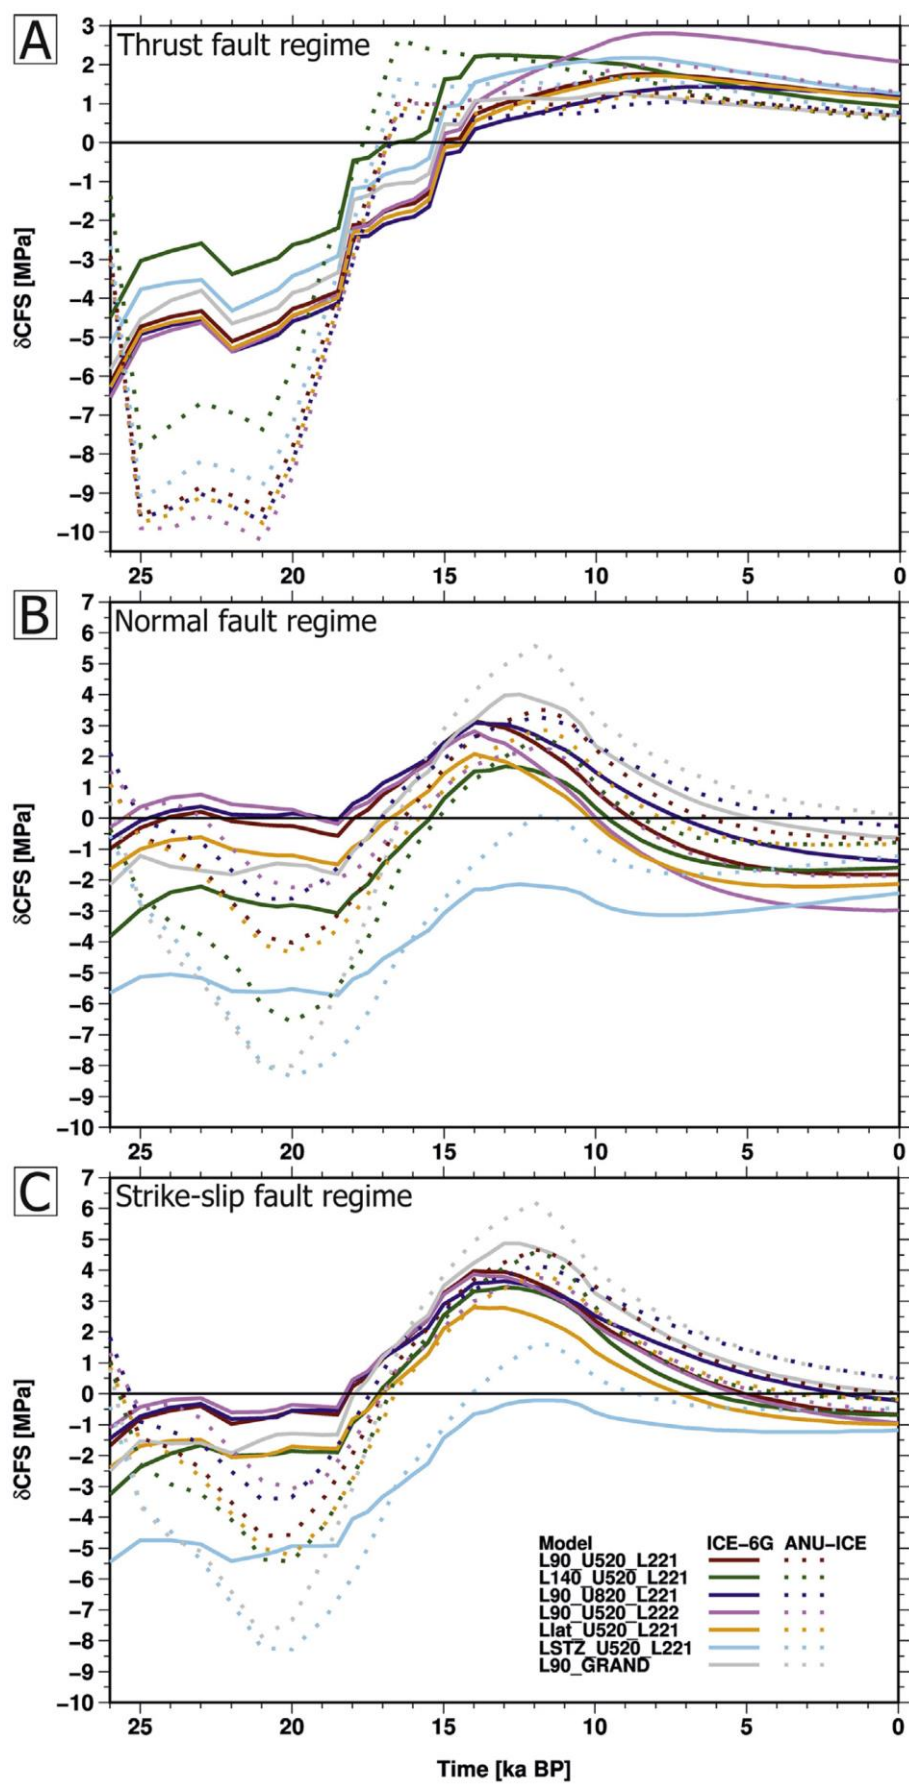 A Thrust fault regime
3
2
1
0
−1
−2
−3
−4
−5
−6
−7
−8
−9
−10
δCFS [MPa]
25 20 15 10 5 0
B Normal fault regime
7
6
5
4
3
2
1
0
−1
−2
−3
−4
−5
−6
−7
−8
−9
−10
δCFS [MPa]
25 20 15 10 5 0
C Strike-slip fault regime
7
6
5
4
3
2
1
0
−1
−2
−3
−4
−5
−6
−7
−8
−9
−10
δCFS [MPa]
Model ICE−6G ANU−ICE
L90_U520_L221
L140_U520_L221
L90_U820_L221
L90_U520_L222
Llat_U520_L221
LSTZ_U520_L221
L90_GRAND
25 20 15 10 5 0
Time [ka BP]